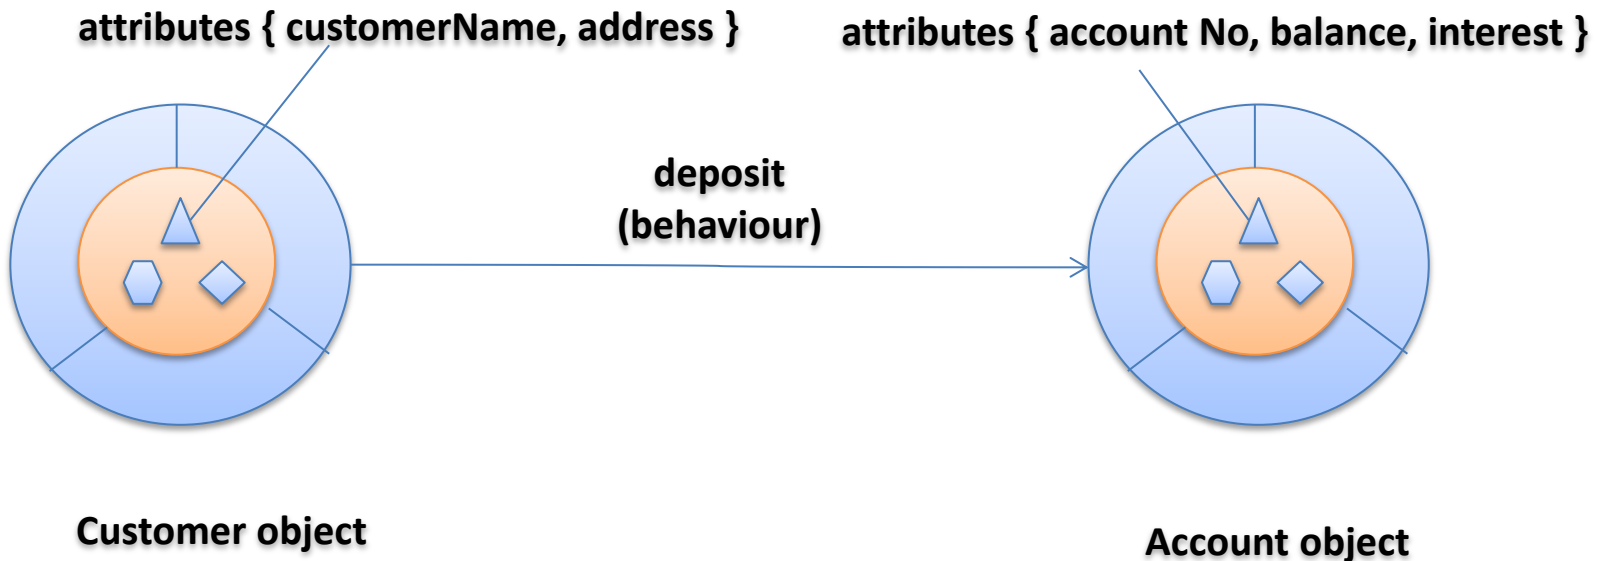 attributes { customerName, address }
attributes { account No, balance, interest }
deposit
(behaviour)
Customer object
Account object